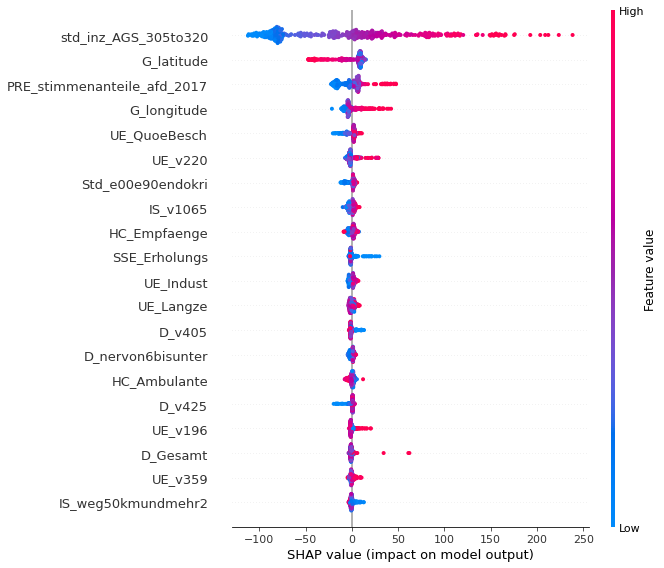 High
std_inz_AGS_305to320
G_latitude
PRE_stimmenanteile_afd_2017
G_longitude
UE_QuoeBesch
UE_v220
Std_e00e90endokri
IS_v1065
HC_Empfaenge
SSE_Erholungs
UE_Indust
UE_Langze
D_v405
D_nervon6bisunter
HC_Ambulante
D_v425
UE_v196
D_Gesamt
UE_v359
IS_weg50kmundmehr2
Feature value
Low
−100 −50 0 50 100 150 200 250
SHAP value (impact on model output)